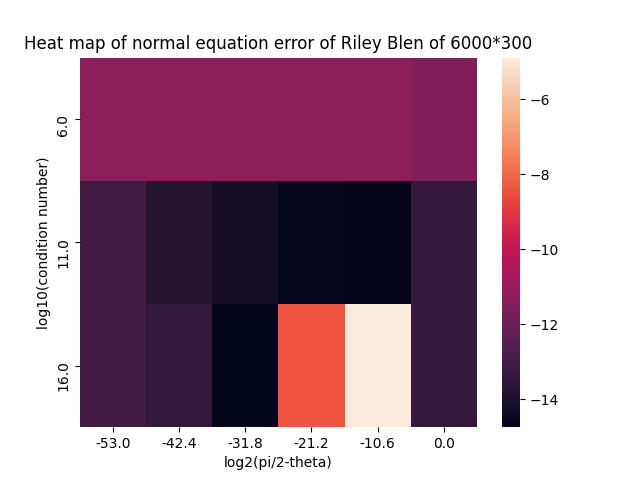 Heat map of normal equation error of Riley Blen of 6000*300
log10(condition number)
6.0
11.0
16.0
-53.0 -42.4 -31.8 -21.2 -10.6 0.0
log2(pi/2-theta)
−6
−8
−10
−12
−14